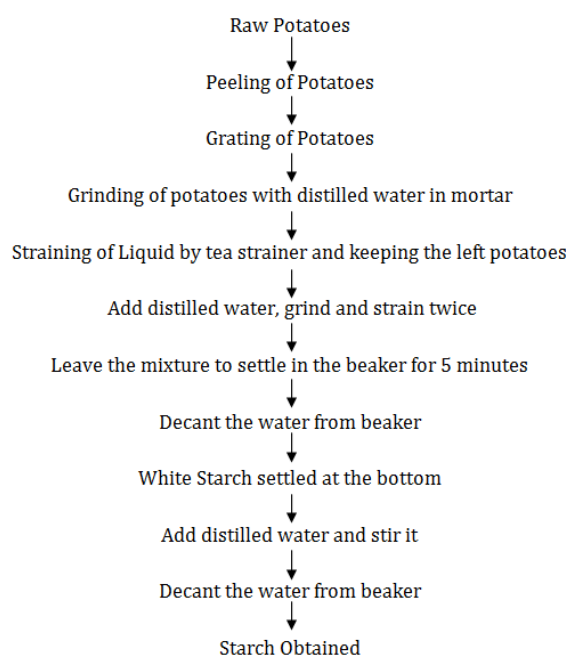 Raw Potatoes
Peeling of Potatoes
Grating of Potatoes
Grinding of potatoes with distilled water in mortar
Straining of Liquid by tea strainer and keeping the left potatoes
Add distilled water, grind and strain twice
Leave the mixture to settle in the beaker for 5 minutes
Decant the water from beaker
White Starch settled at the bottom
Add distilled water and stir it
Decant the water from beaker
Starch Obtained